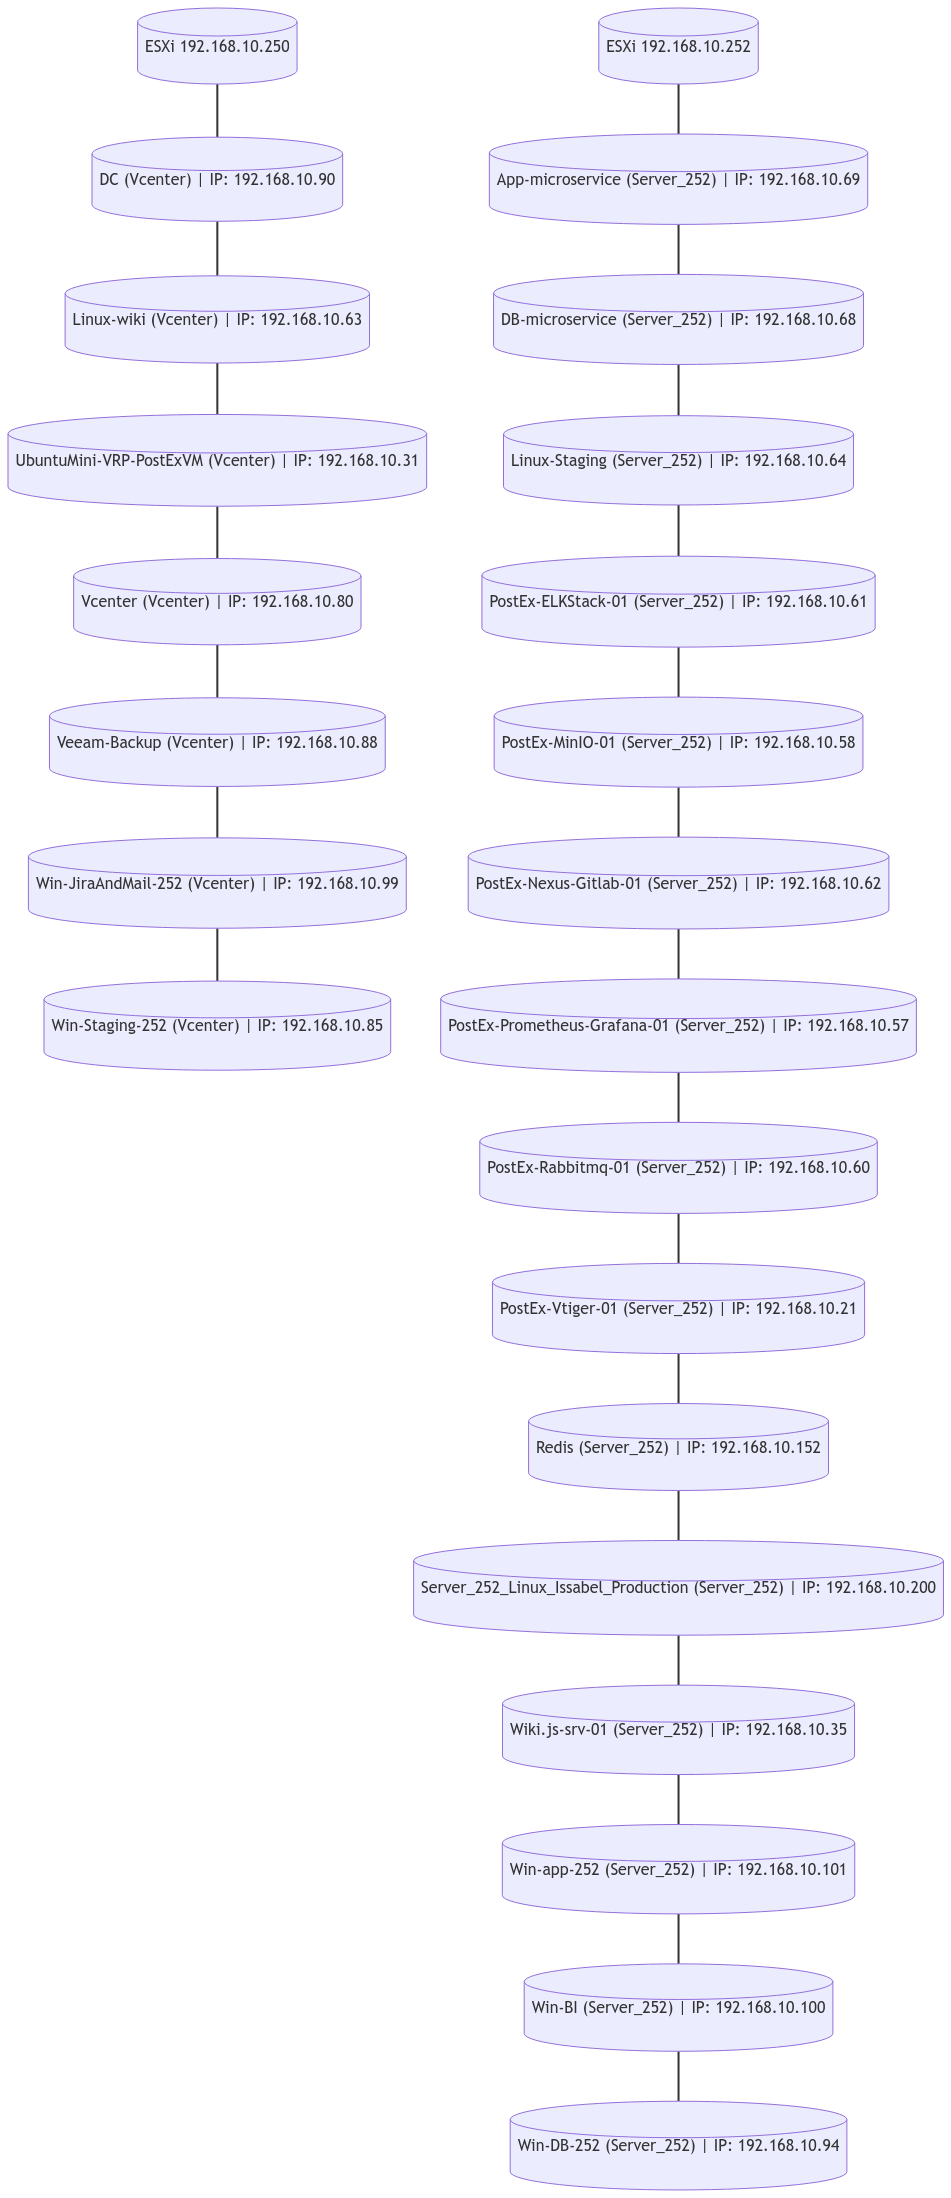 ESXi 192.168.10.250
DC (Vcenter) | IP: 192.168.10.90
Linux-wiki (Vcenter) | IP: 192.168.10.63
UbuntuMini-VRP-PostExVM (Vcenter) | IP: 192.168.10.31
Vcenter (Vcenter) | IP: 192.168.10.80
Veeam-Backup (Vcenter) | IP: 192.168.10.88
Win-JiraAndMail-252 (Vcenter) | IP: 192.168.10.99
Win-Staging-252 (Vcenter) | IP: 192.168.10.85
ESXi 192.168.10.252
App-microservice (Server_252) | IP: 192.168.10.69
DB-microservice (Server_252) | IP: 192.168.10.68
Linux-Staging (Server_252) | IP: 192.168.10.64
PostEx-ELKStack-01 (Server_252) | IP: 192.168.10.61
PostEx-MinIO-01 (Server_252) | IP: 192.168.10.58
PostEx-Nexus-Gitlab-01 (Server_252) | IP: 192.168.10.62
PostEx-Prometheus-Grafana-01 (Server_252) | IP: 192.168.10.57
PostEx-Rabbitmq-01 (Server_252) | IP: 192.168.10.60
PostEx-Vtiger-01 (Server_252) | IP: 192.168.10.21
Redis (Server_252) | IP: 192.168.10.152
Server_252_Linux_Issabel_Production (Server_252) | IP: 192.168.10.200
Wiki.js-srv-01 (Server_252) | IP: 192.168.10.35
Win-app-252 (Server_252) | IP: 192.168.10.101
Win-BI (Server_252) | IP: 192.168.10.100
Win-DB-252 (Server_252) | IP: 192.168.10.94